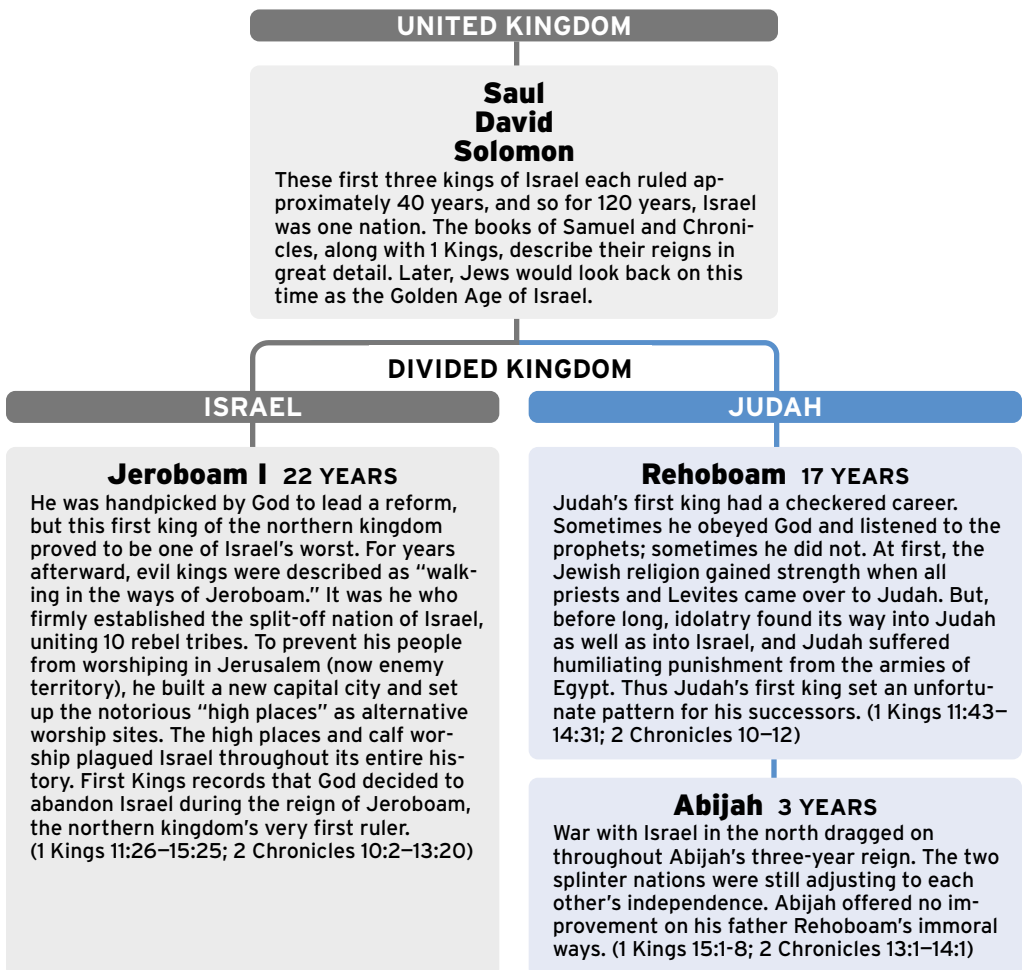 UNITED KINGDOM
Saul
David
Solomon
These first three kings of Israel each ruled ap-
proximately 40 years, and so for 120 years, Israel
was one nation. The books of Samuel and Chroni-
cles, along with 1 Kings, describe their reigns in
great detail. Later, Jews would look back on this
time as the Golden Age of Israel.
DIVIDED KINGDOM
ISRAEL
Jeroboam I 22 YEARS
He was handpicked by God to lead a reform,
but this first king of the northern kingdom
proved to be one of Israel's worst. For years
afterward, evil kings were described as “walk-
ing in the ways of Jeroboam.” It was he who
firmly established the split-off nation of Israel,
uniting 10 rebel tribes. To prevent his people
from worshiping in Jerusalem (now enemy
territory), he built a new capital city and set
up the notorious “high places” as alternative
worship sites. The high places and calf wor-
ship plagued Israel throughout its entire his-
tory. First Kings records that God decided to
abandon Israel during the reign of Jeroboam,
the northern kingdom's very first ruler.
(1 Kings 11:26–15:25; 2 Chronicles 10:2–13:20)
JUDAH
Rehoboam 17 YEARS
Judah's first king had a checkered career.
Sometimes he obeyed God and listened to the
prophets; sometimes he did not. At first, the
Jewish religion gained strength when all
priests and Levites came over to Judah. But,
before long, idolatry found its way into Judah
as well as into Israel, and Judah suffered
humiliating punishment from the armies of
Egypt. Thus Judah's first king set an unfortu-
nate pattern for his successors. (1 Kings 11:43–
14:31; 2 Chronicles 10–12)
Abijah 3 YEARS
War with Israel in the north dragged on
throughout Abijah's three-year reign. The two
splinter nations were still adjusting to each
other's independence. Abijah offered no im-
provement on his father Rehoboam's immoral
ways. (1 Kings 15:1-8; 2 Chronicles 13:1–14:1)